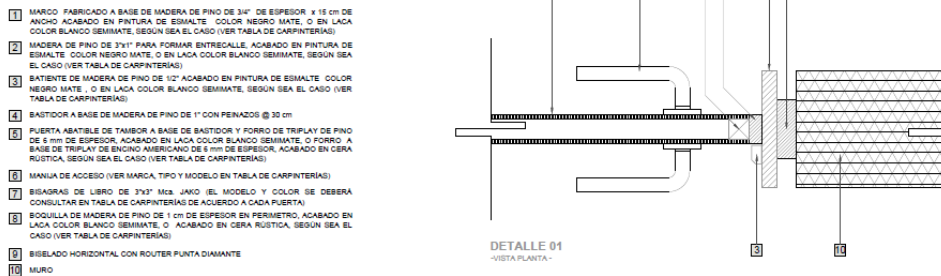 1 MARCO FABRICADO A BASE DE MADERA DE PINO DE 3/4" DE ESPESOR x 15 cm DE
ANCHO ACABADO EN PINTURA DE ESMALTE COLOR NEGRO MATE, O EN LACA
COLOR BLANCO SEMIMATE, SEGÚN SEA EL CASO (VER TABLA DE CARPINTERÍAS)
2 MADERA DE PINO DE 3"x1" PARA FORMAR ENTRECALLE, ACABADO EN PINTURA DE
ESMALTE COLOR NEGRO MATE, O EN LACA COLOR BLANCO SEMIMATE, SEGÚN SEA
EL CASO (VER TABLA DE CARPINTERÍAS)
3 BATIENTE DE MADERA DE PINO DE 1/2" ACABADO EN PINTURA DE ESMALTE COLOR
NEGRO MATE , O EN LACA COLOR BLANCO SEMIMATE, SEGÚN SEA EL CASO (VER
TABLA DE CARPINTERÍAS)
4 BASTIDOR A BASE DE MADERA DE PINO DE 1" CON PEINAZOS @ 30 cm
5 PUERTA ABATIBLE DE TAMBOR A BASE DE BASTIDOR Y FORRO DE TRIPLAY DE PINO
DE 6 mm DE ESPESOR, ACABADO EN LACA COLOR BLANCO SEMIMATE, O FORRO A
BASE DE TRIPLAY DE ENCINO AMERICANO DE 6 mm DE ESPESOR, ACABADO EN CERA
RÚSTICA, SEGÚN SEA EL CASO (VER TABLA DE CARPINTERÍAS)
6 MANIJA DE ACCESO (VER MARCA, TIPO Y MODELO EN TABLA DE CARPINTERÍAS)
7 BISAGRAS DE LIBRO DE 3"x3" Mca. JAKO (EL MODELO Y COLOR SE DEBERÁ
CONSULTAR EN TABLA DE CARPINTERÍAS DE ACUERDO A CADA PUERTA)
8 BOQUILLA DE MADERA DE PINO DE 1 cm DE ESPESOR EN PERIMETRO, ACABADO EN
LACA COLOR BLANCO SEMIMATE, O ACABADO EN CERA RÚSTICA, SEGÚN SEA EL
CASO (VER TABLA DE CARPINTERÍAS)
9 BISELADO HORIZONTAL CON ROUTER PUNTA DIAMANTE
10 MURO
DETALLE 01
-VISTA PLANTA-
3
10